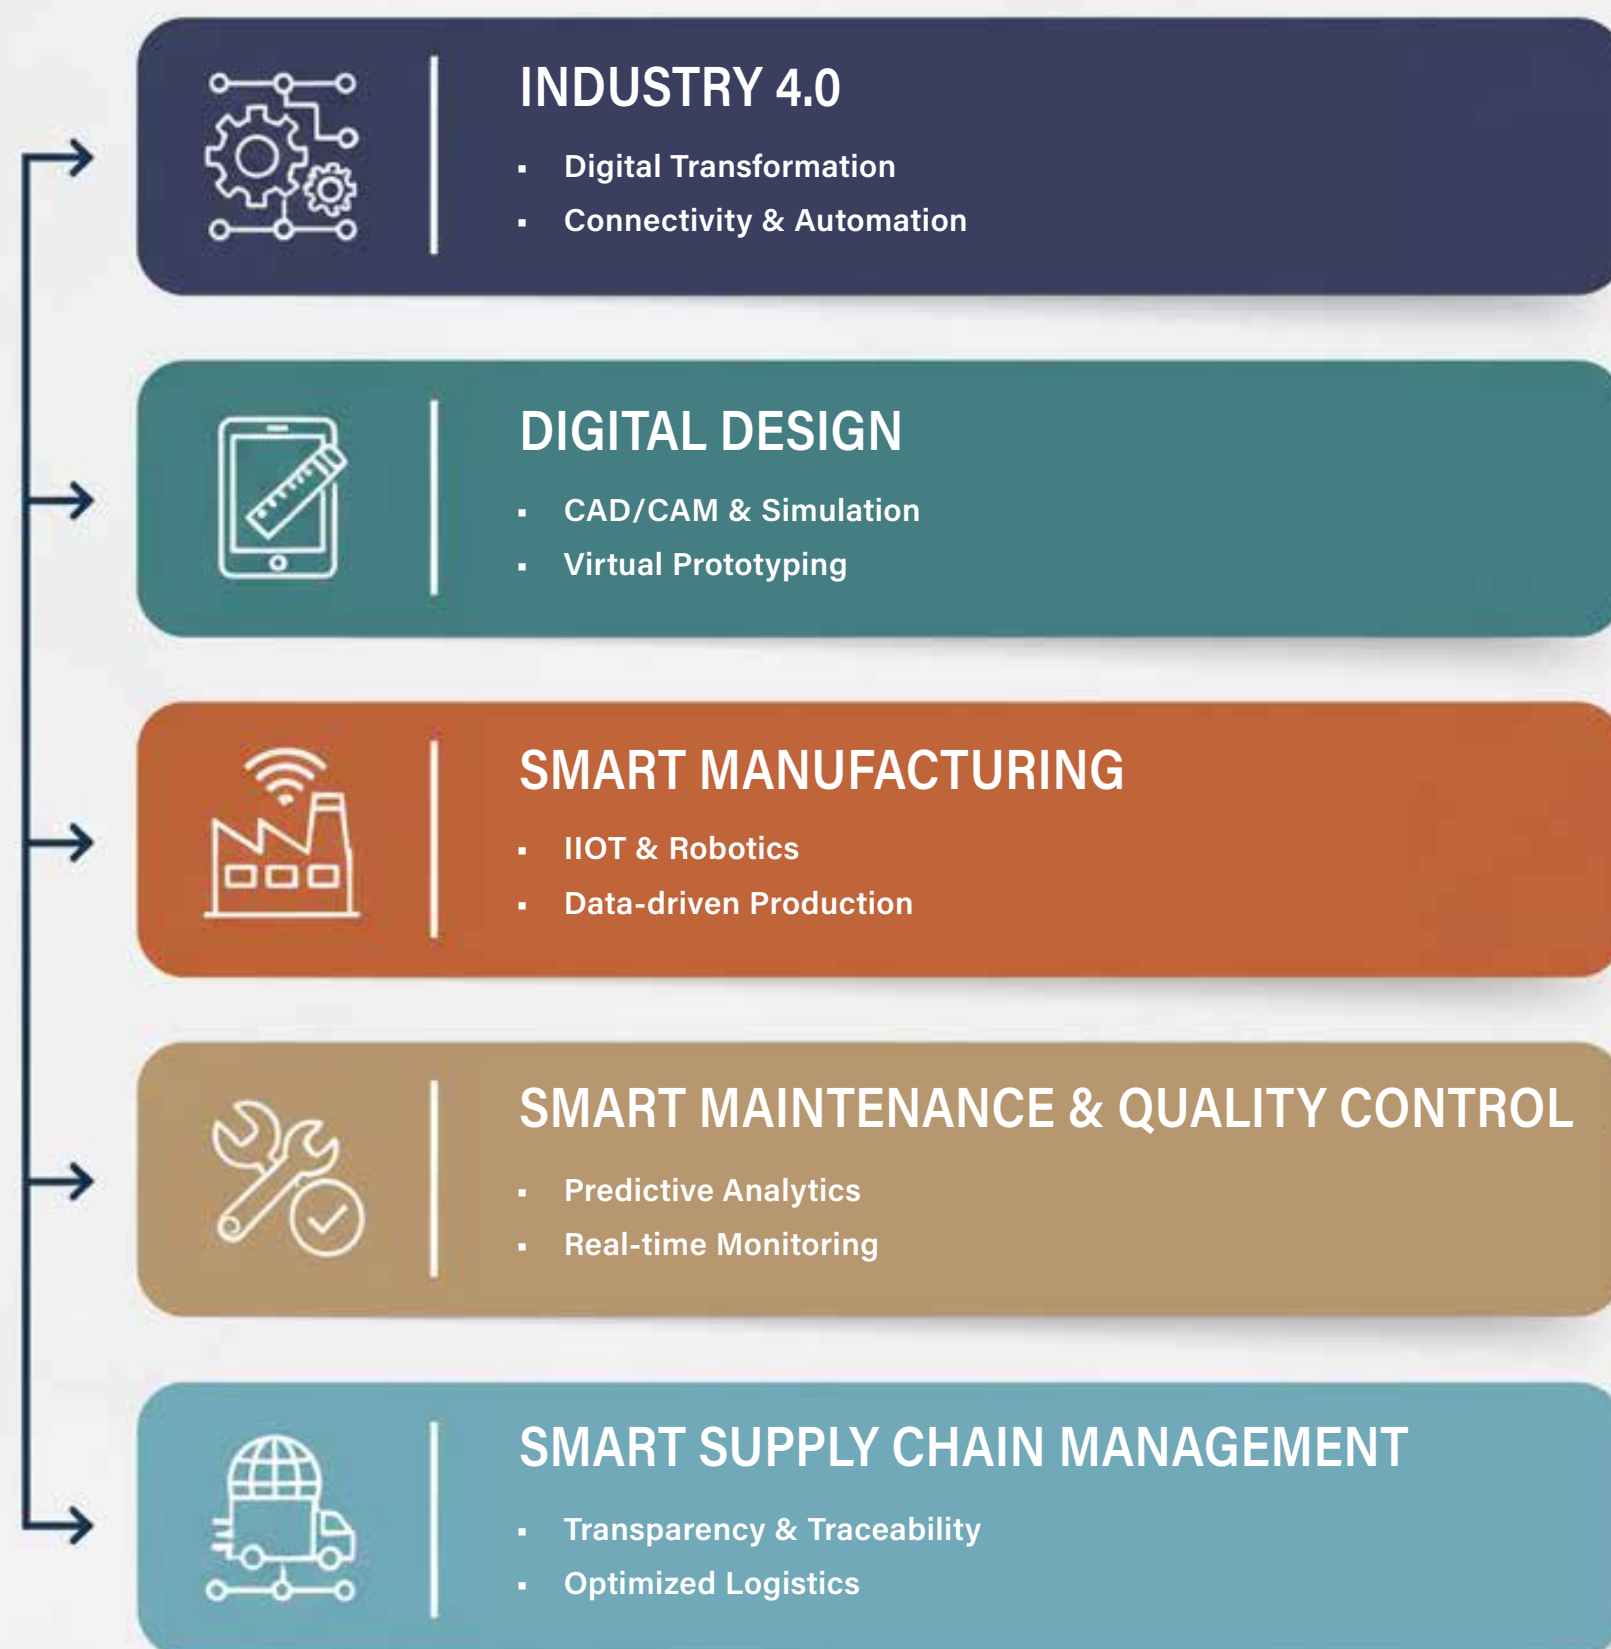 INDUSTRY 4.0
▪ Digital Transformation
▪ Connectivity & Automation
DIGITAL DESIGN
▪ CAD/CAM & Simulation
▪ Virtual Prototyping
SMART MANUFACTURING
▪ IIOT & Robotics
▪ Data-driven Production
SMART MAINTENANCE & QUALITY CONTROL
▪ Predictive Analytics
▪ Real-time Monitoring
SMART SUPPLY CHAIN MANAGEMENT
▪ Transparency & Traceability
▪ Optimized Logistics